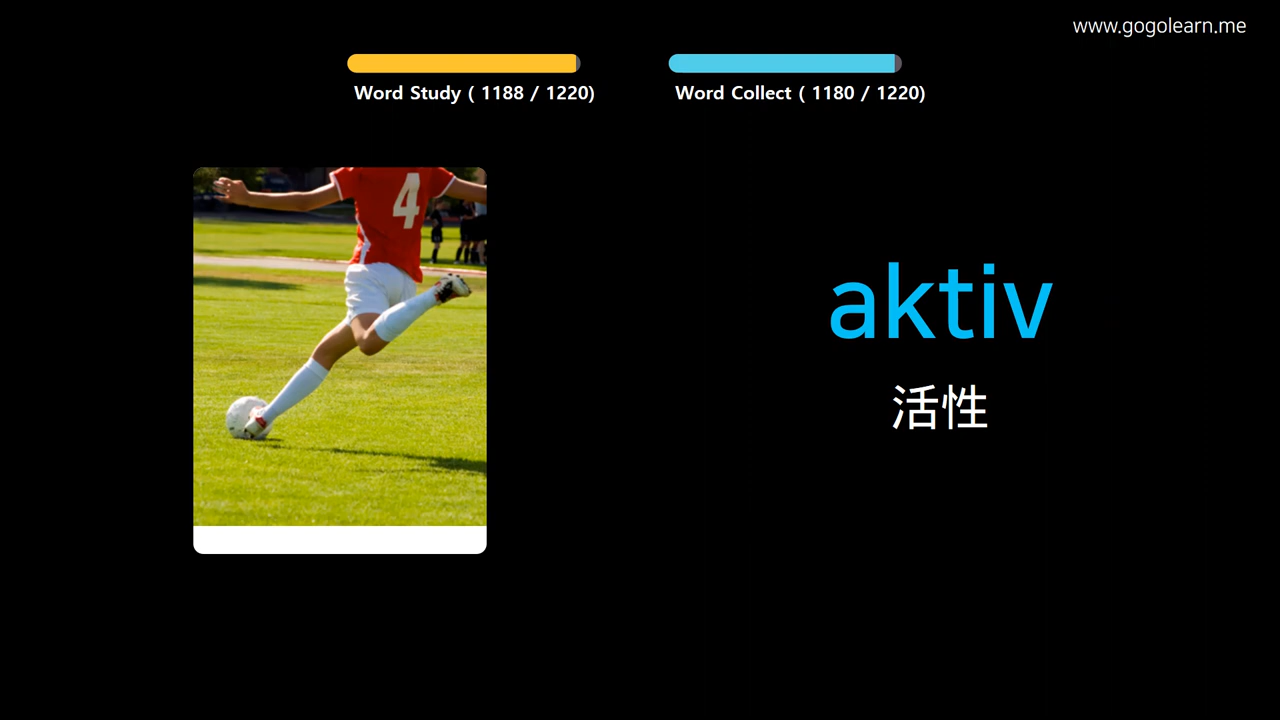 www.gogolearn.me
Word Study ( 1188 / 1220)
Word Collect ( 1180 / 1220)
4
aktiv
活性